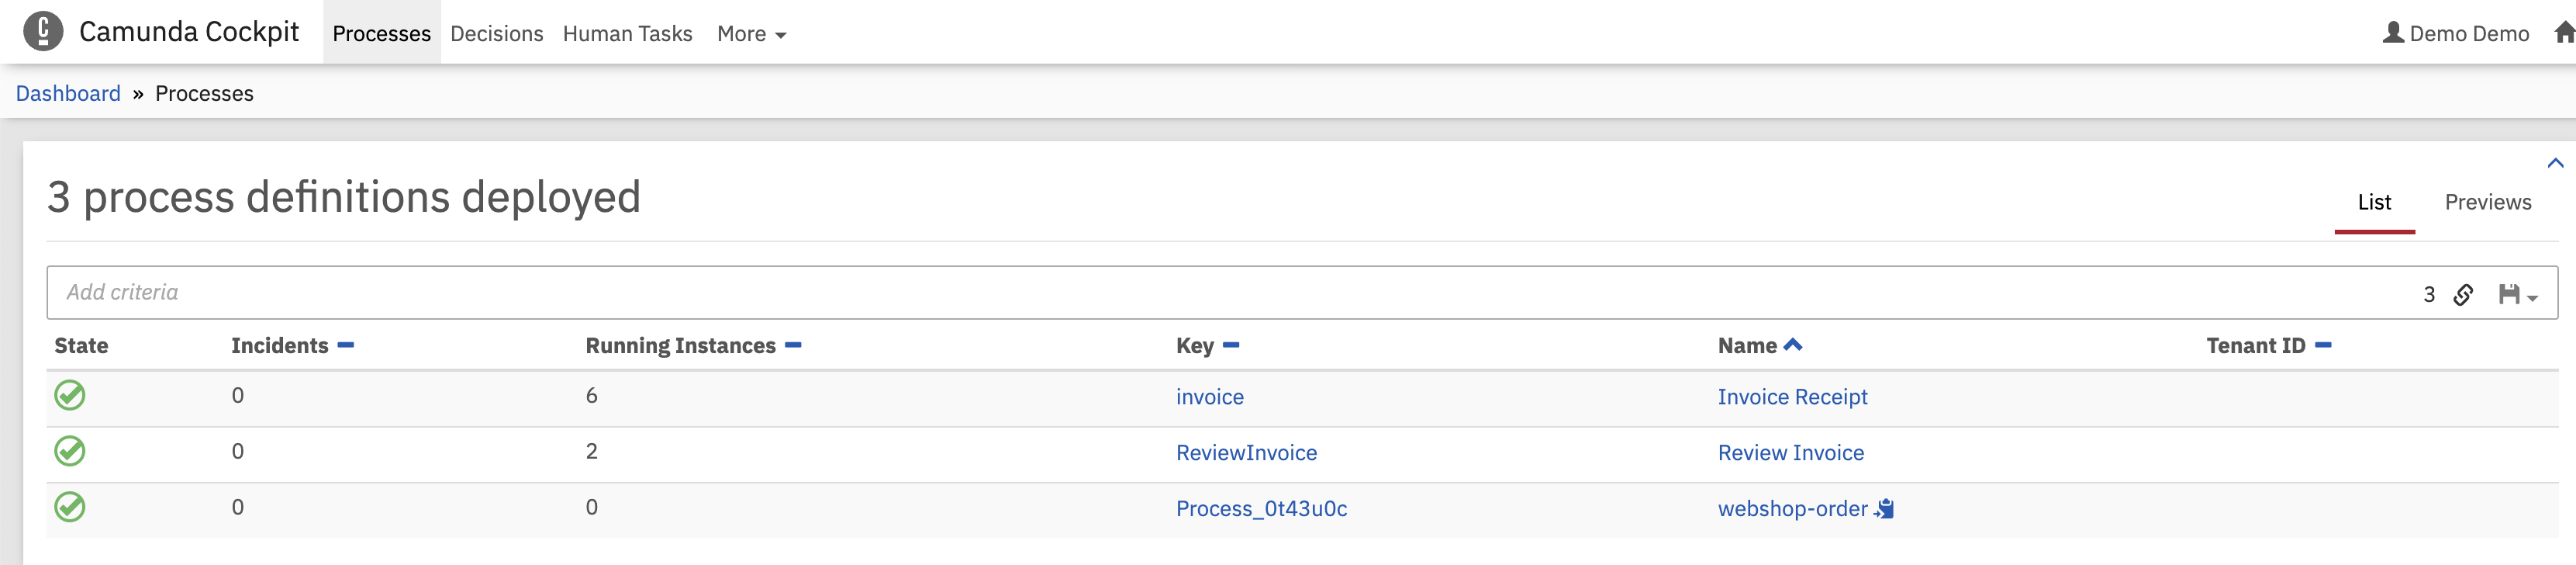 Camunda Cockpit Processes Decisions Human Tasks More Demo Demo
Dashboard » Processes
3 process definitions deployed
List Previews
Add criteria 3
State Incidents Running Instances Key Name Tenant ID
0 6 invoice Invoice Receipt
0 2 ReviewInvoice Review Invoice
0 0 Process_0t43u0c webshop-order